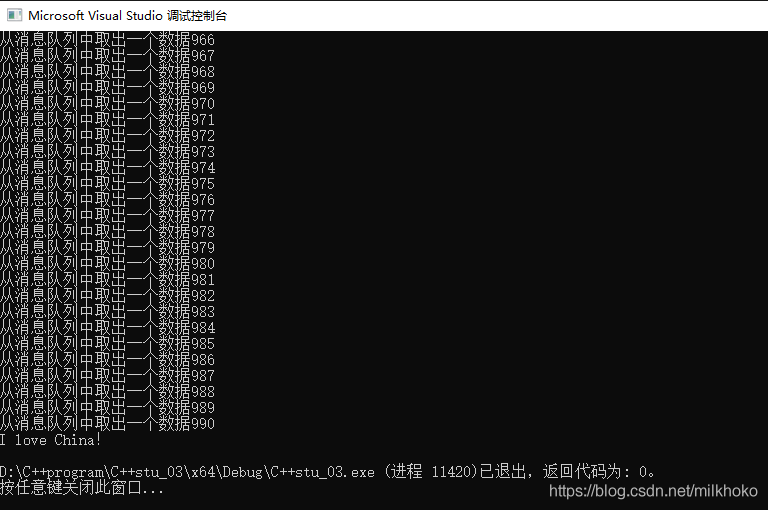 Microsoft Visual Studio 调试控制台
从消息队列中取出一个数据966
从消息队列中取出一个数据967
从消息队列中取出一个数据968
从消息队列中取出一个数据969
从消息队列中取出一个数据970
从消息队列中取出一个数据971
从消息队列中取出一个数据972
从消息队列中取出一个数据973
从消息队列中取出一个数据974
从消息队列中取出一个数据975
从消息队列中取出一个数据976
从消息队列中取出一个数据977
从消息队列中取出一个数据978
从消息队列中取出一个数据979
从消息队列中取出一个数据980
从消息队列中取出一个数据981
从消息队列中取出一个数据982
从消息队列中取出一个数据983
从消息队列中取出一个数据984
从消息队列中取出一个数据985
从消息队列中取出一个数据986
从消息队列中取出一个数据987
从消息队列中取出一个数据988
从消息队列中取出一个数据989
从消息队列中取出一个数据990
I love China!
D:\C++program\C++stu_03\x64\Debug\C++stu_03.exe (进程 11420)已退出，返回代码为: 0。
按任意键关闭此窗口...
https://blog.csdn.net/milkhoko